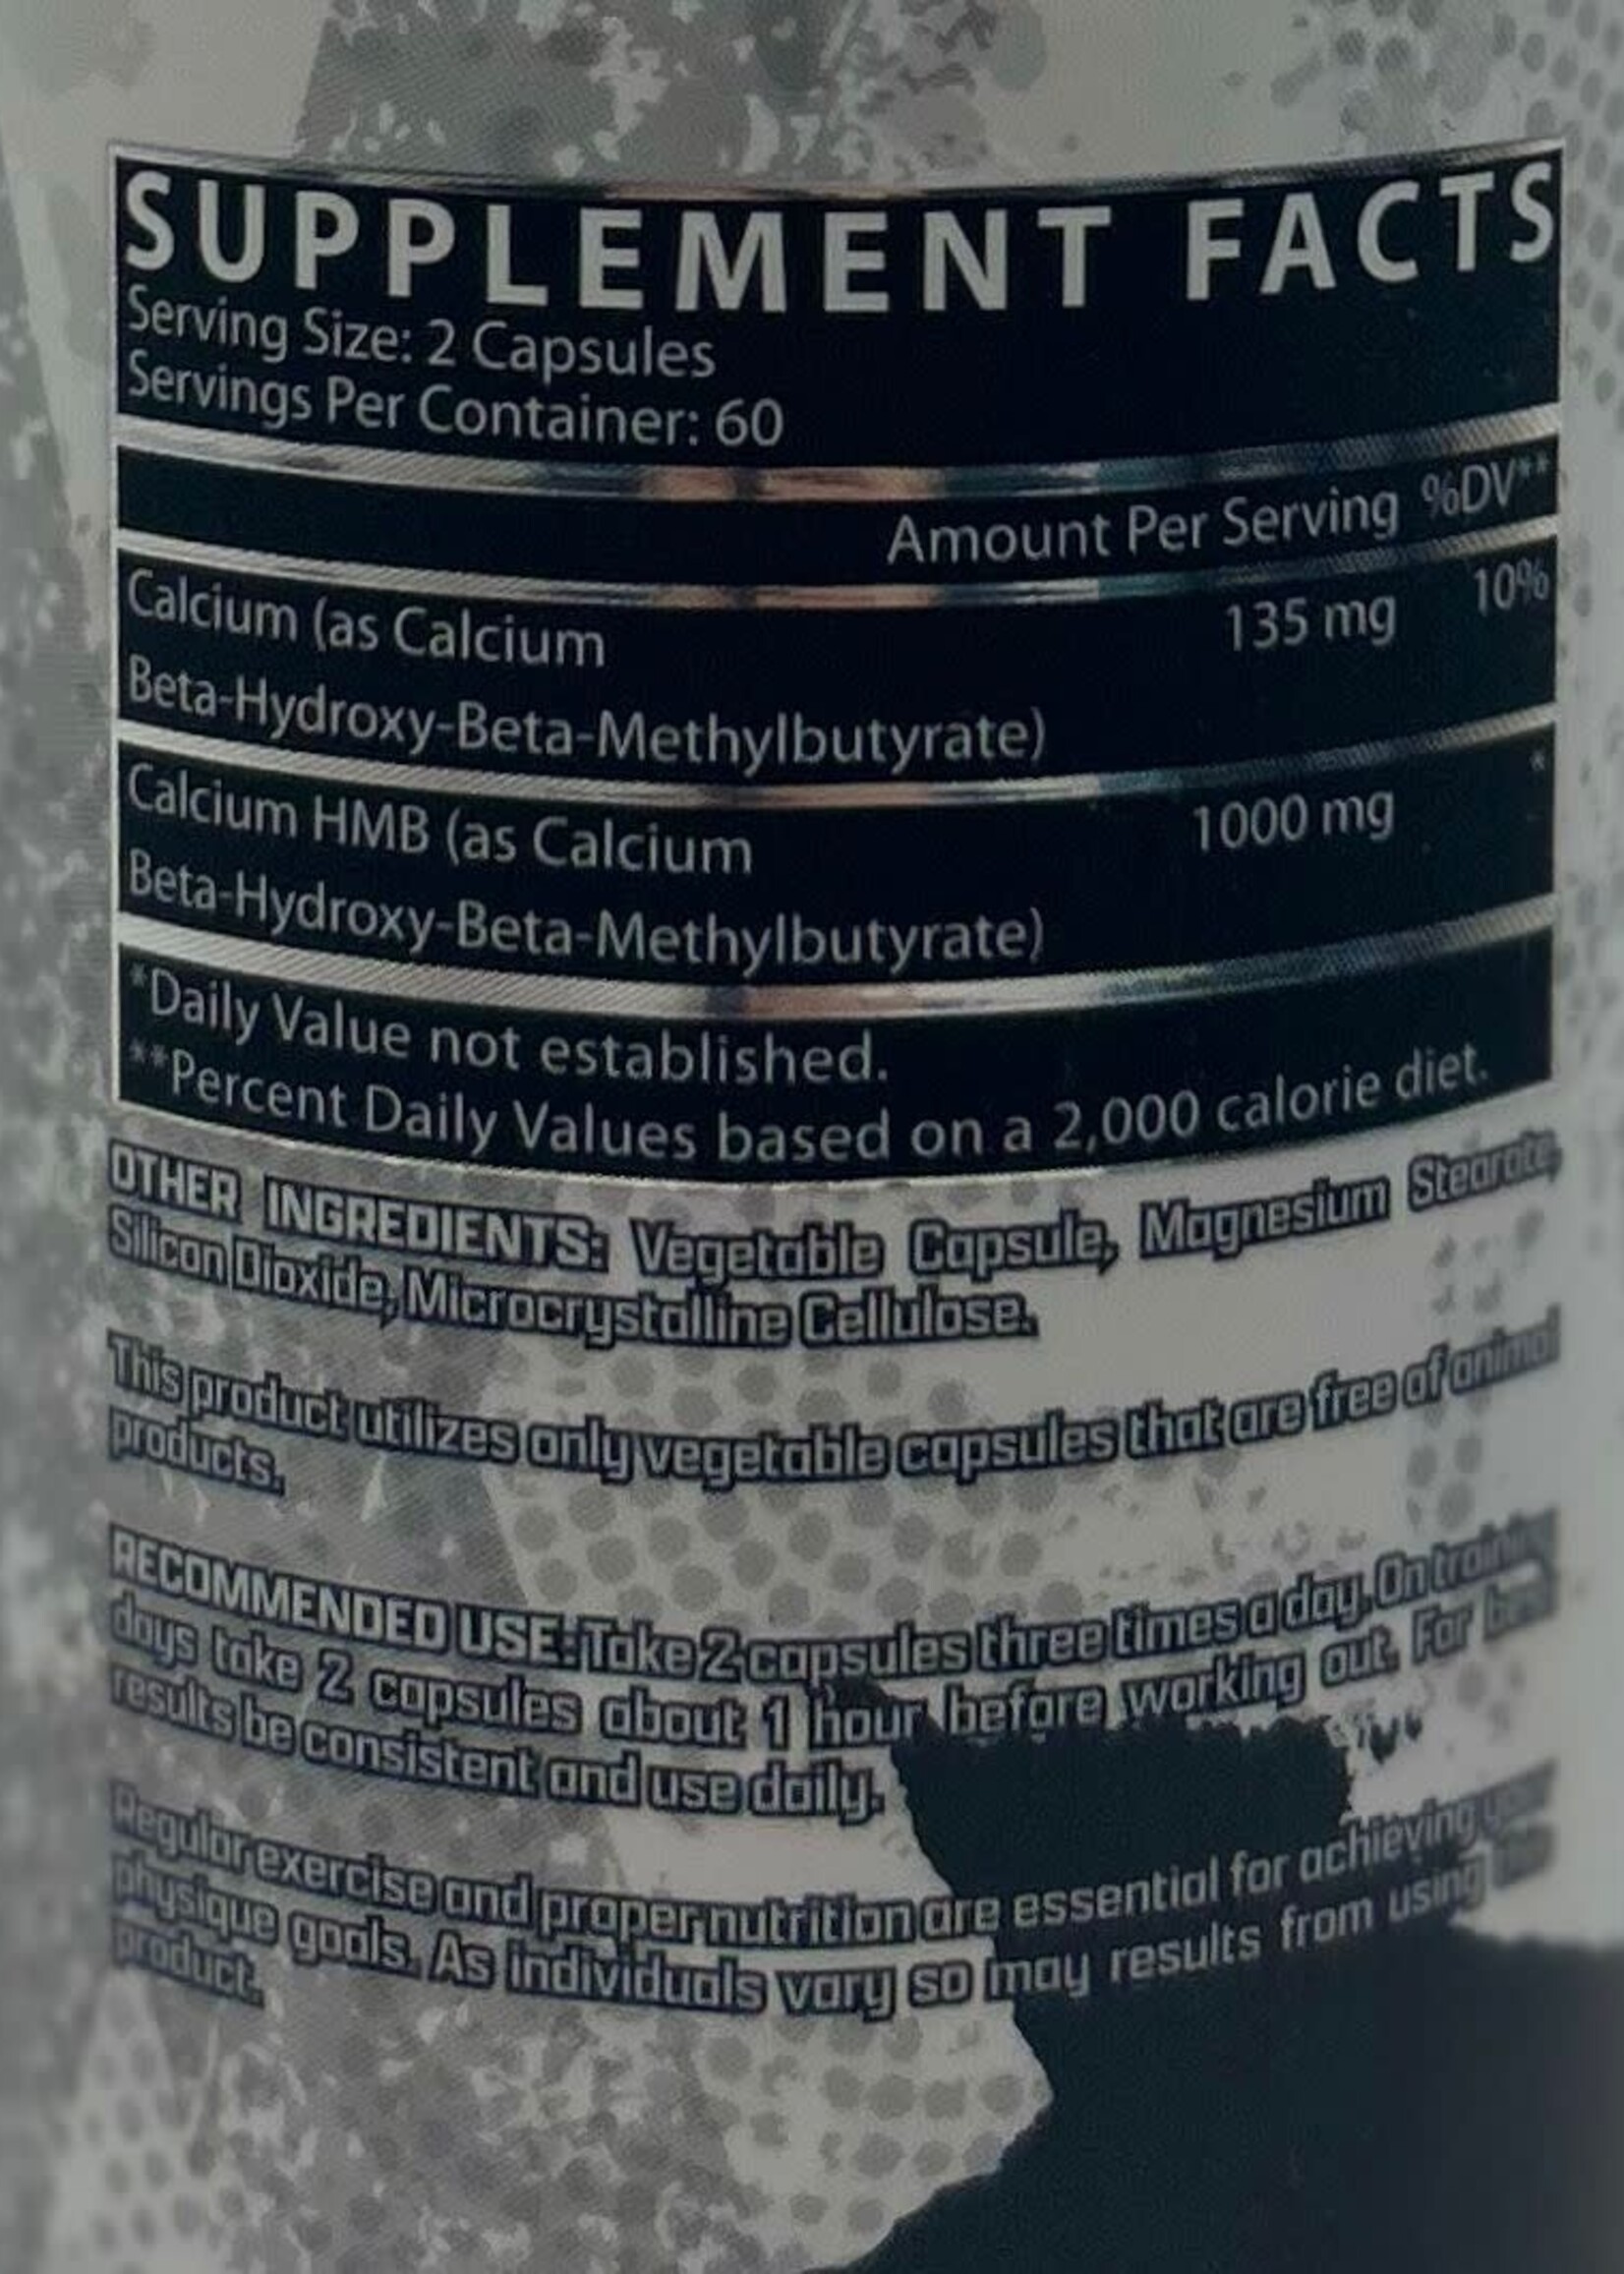 SUPPLEMENT FACTS
Serving Size: 2 Capsules
Servings Per Container: 60
Amount Per Serving %DV**
Calcium (as Calcium 135 mg 10%
Beta-Hydroxy-Beta-Methylbutyrate)
Calcium HMB (as Calcium 1000 mg *
Beta-Hydroxy-Beta-Methylbutyrate)
*Daily Value not established.
**Percent Daily Values based on a 2,000 calorie diet.
OTHER INGREDIENTS: Vegetable Capsule, Magnesium Stearate,
Silicon Dioxide, Microcrystalline Cellulose.
This product utilizes only vegetable capsules that are free of animal
products.
RECOMMENDED USE: Take 2 capsules three times a day. On training
days take 2 capsules about 1 hour before working out. For best
results be consistent and use daily.
Regular exercise and proper nutrition are essential for achieving your
physique goals. As individuals vary so may results from using this
product.